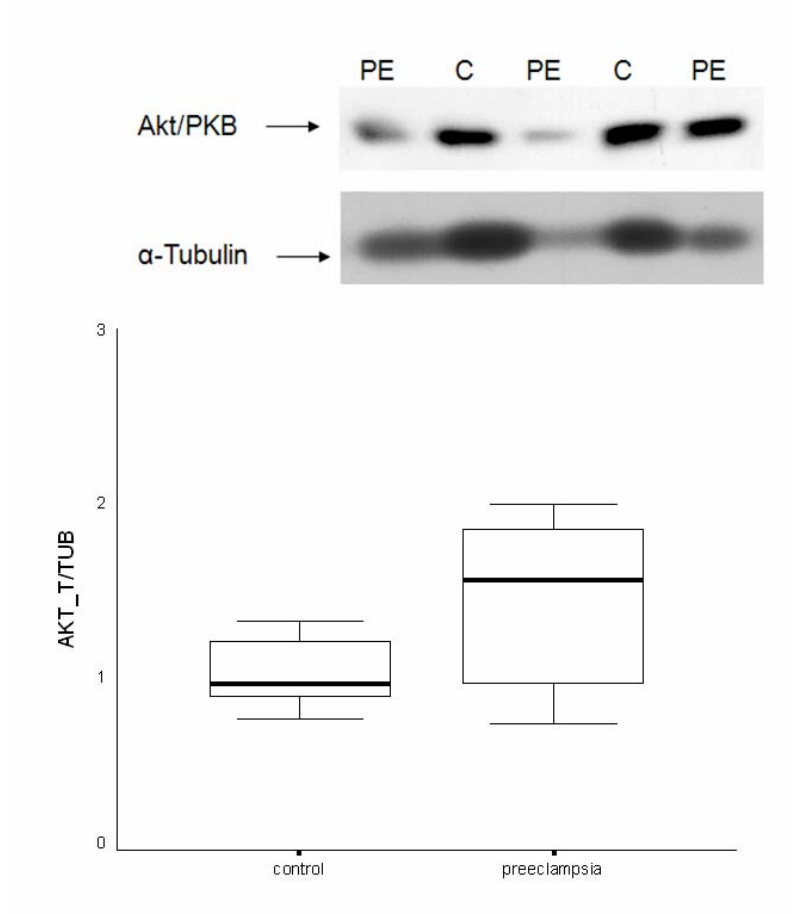 PE C PE C PE
Akt/PKB
α-Tubulin
3
2
1
0
AKT_T/TUB
control preeclampsia